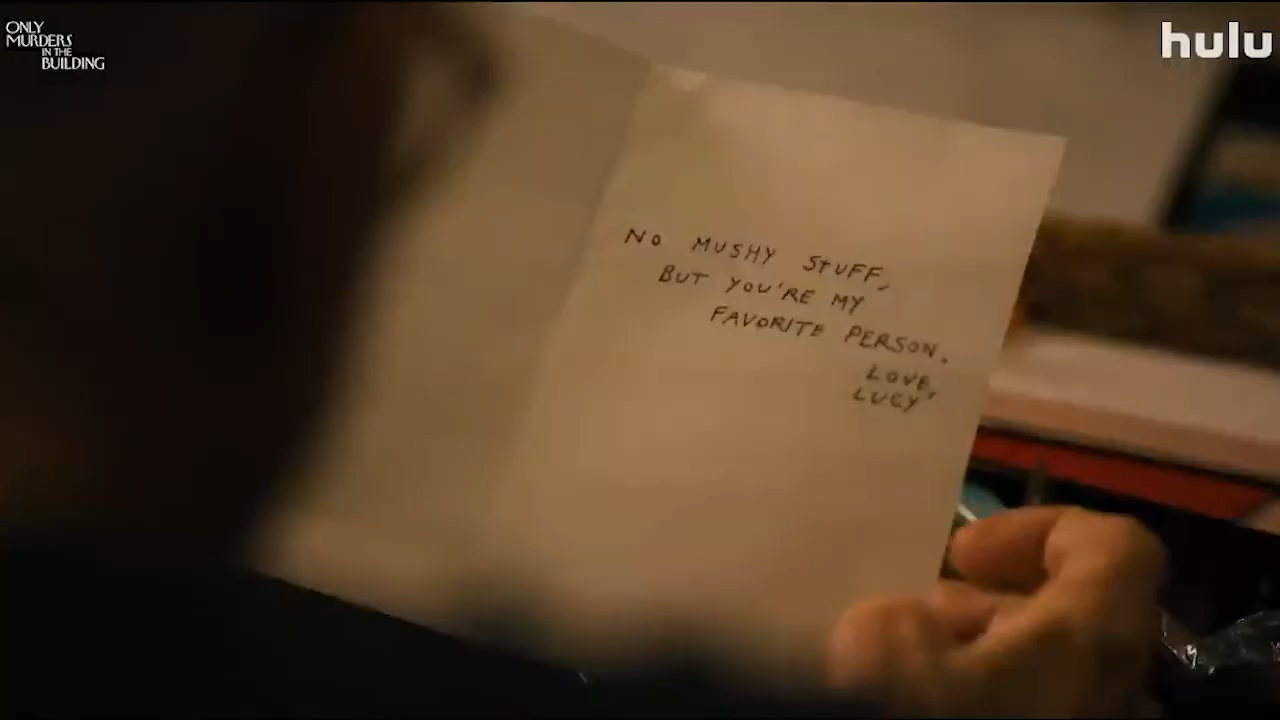 ONLY
MURDERS
IN THE
BUILDING
hulu
NO MUSHY STUFF,
BUT YOU'RE MY
FAVORITE PERSON.
LOVE,
LUCY